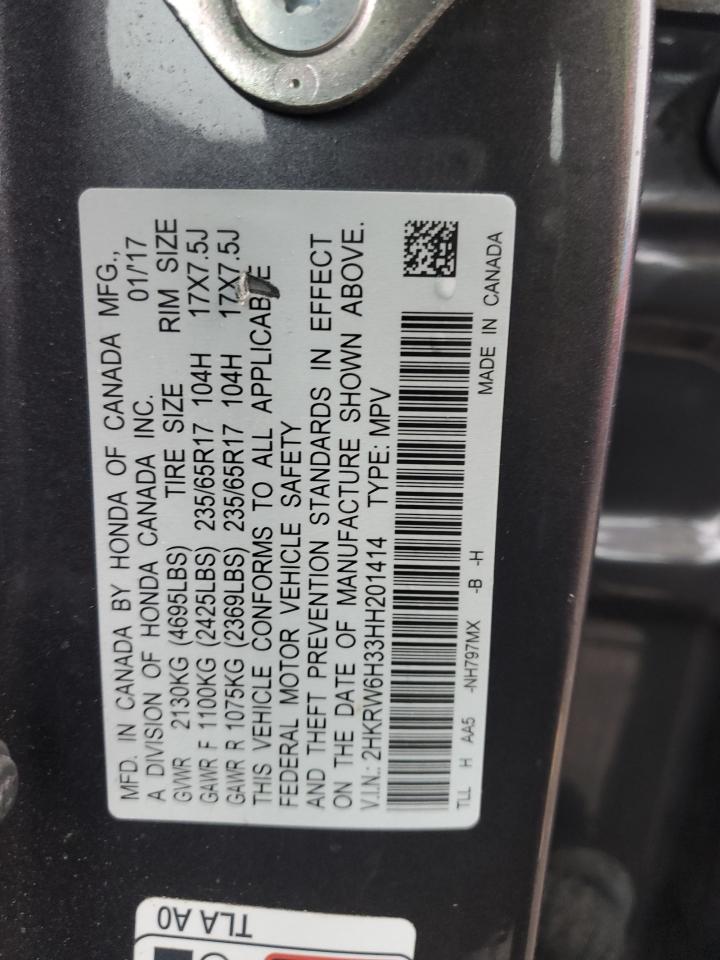 MFD. IN CANADA BY HONDA OF CANADA MFG.,
A DIVISION OF HONDA CANADA INC. 01/'17
GVWR 2130KG (4695LBS) TIRE SIZE RIM SIZE
GAWR F 1100KG (2425LBS) 235/65R17 104H 17X7.5J
GAWR R 1075KG (2369LBS) 235/65R17 104H 17X7.5J
THIS VEHICLE CONFORMS TO ALL APPLICABLE
FEDERAL MOTOR VEHICLE SAFETY
AND THEFT PREVENTION STANDARDS IN EFFECT
ON THE DATE OF MANUFACTURE SHOWN ABOVE.
V.I.N.: 2HKRW6H33HH201414 TYPE: MPV
TLL H AA5 -NH797MX -B -H
MADE IN CANADA
TLA A0